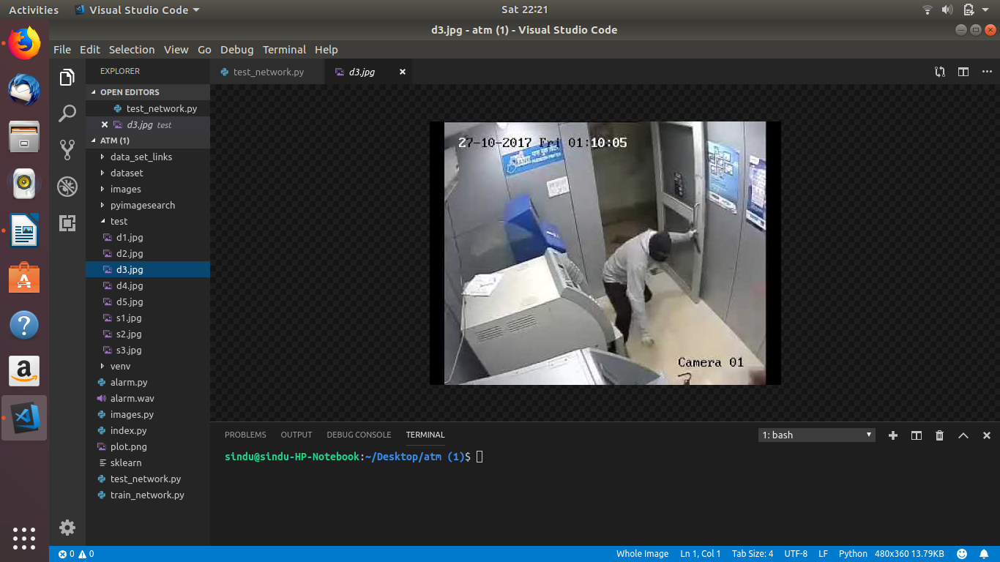 Activities Visual Studio Code Sat 22:21
d3.jpg - atm (1) - Visual Studio Code
File Edit Selection View Go Debug Terminal Help
EXPLORER
OPEN EDITORS
test_network.py
d3.jpg test
ATM (1)
data_set_links
dataset
images
pyimagesearch
test
d1.jpg
d2.jpg
d3.jpg
d4.jpg
d5.jpg
s1.jpg
s2.jpg
s3.jpg
venv
alarm.py
alarm.wav
images.py
index.py
plot.png
sklearn
test_network.py
train_network.py
test_network.py d3.jpg
27-10-2017 Fri 01:10:05
Camera 01
PROBLEMS OUTPUT DEBUG CONSOLE TERMINAL 1: bash
sindu@sindu-HP-Notebook:~/Desktop/atm (1)$
0 0 Whole Image Ln 1, Col 1 Tab Size: 4 UTF-8 LF Python 480x360 13.79KB